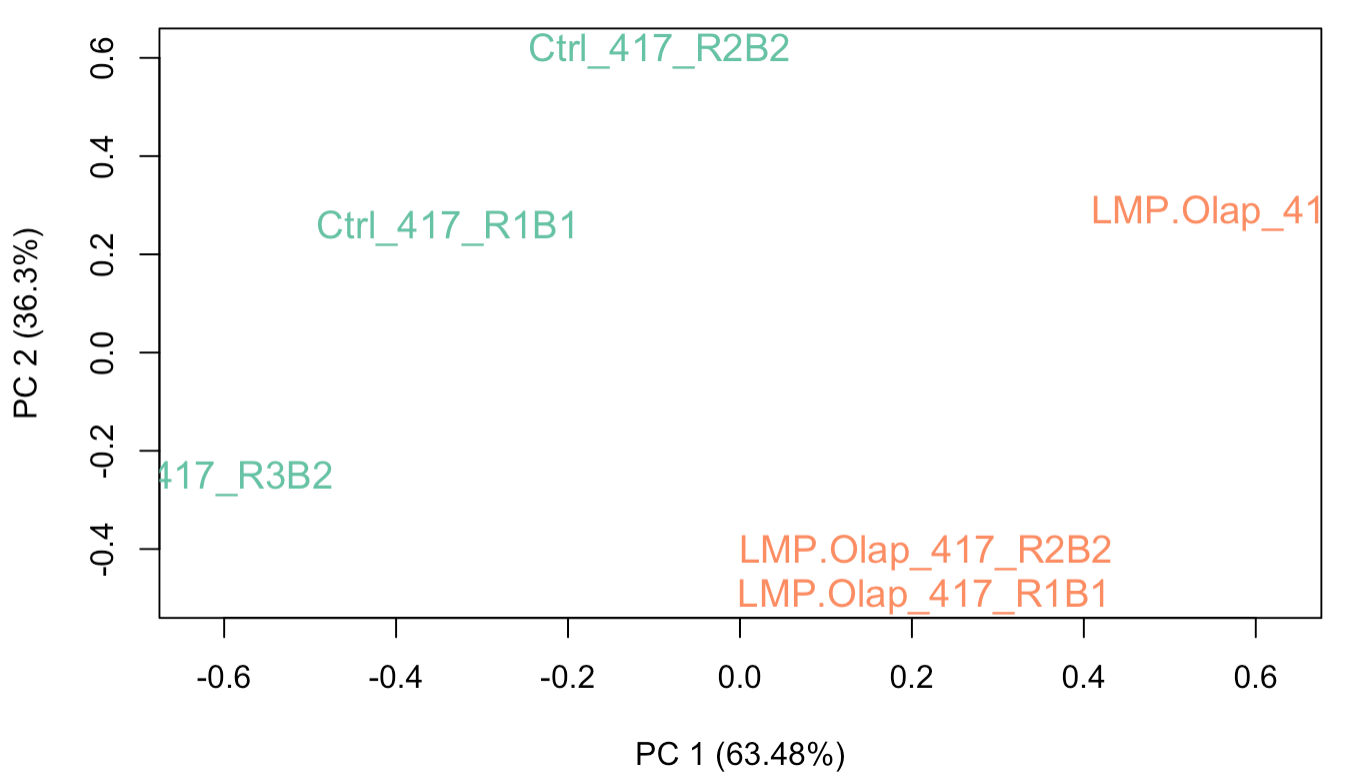 Ctrl_417_R2B2
LMP.Olap_41
Ctrl_417_R1B1
417_R3B2
LMP.Olap_417_R2B2
LMP.Olap_417_R1B1
0.6
0.4
0.2
0.0
-0.2
-0.4
PC 2 (36.3%)
-0.6 -0.4 -0.2 0.0 0.2 0.4 0.6
PC 1 (63.48%)